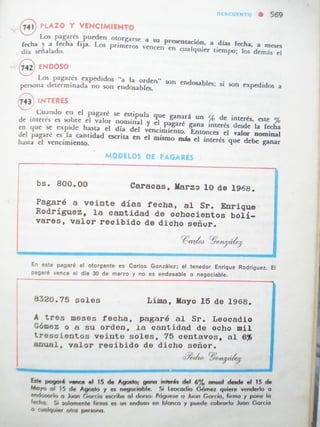 DESCUENTO ● 569
741 PLAZO Y VENCIMIENTO
Los pagarés pueden otorgarse a su presentación, a días fecha, a meses
fecha y a fecha fija. Los primeros vencen en cualquier tiempo; los demás el
día señalado.
742 ENDOSO
Los pagarés expedidos "a la orden" son endosables; si son expedidos a
persona determinada no son endosables.
743 INTERES
Cuando en el pagaré se estipula que ganará un % de interés, este %
de interés es sobre el valor nominal y el pagaré gana interés desde la fecha
en que se expide hasta el día del vencimiento. Entonces el valor nominal
del pagaré es la cantidad escrita en el mismo más el interés que debe ganar
hasta el vencimiento.
MODELOS DE PAGARES
bs. 800.00 Caracas, Marzo 10 de 1968.
Pagaré a veinte días fecha, al Sr. Enrique
Rodríguez, la cantidad de ochocientos bolí-
vares, valor recibido de dicho señor.
Carlos González
En este pagaré el otorgante es Carlos González; el tenedor Enrique Rodríguez. El
pagaré vence el día 30 de marzo y no es endosable o negociable.
8320.75 soles Lima, Mayo 15 de 1968.
A tres meses fecha, pagaré al Sr. Leocadio
Gómez o a su orden, la cantidad de ocho mil
trescientos veinte soles, 75 centavos, al 6%
anual, valor recibido de dicho señor.
Pedro González
Este pagaré vence el 15 de Agosto; gana interés del 6% anual desde el 15 de
Mayo al 15 de Agosto y es negociable. Si Leocadio Gómez quiere venderlo o
endosarlo a Juan García escribe al dorso: Páguese a Juan García, firma y pone la
fecha. Si solamente firma es un endoso en blanco y puede cobrarlo Juan García
o cualquier otra persona.